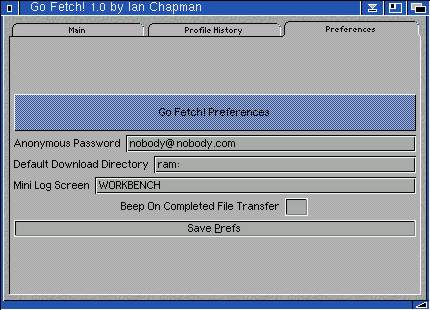 Go Fetch! 1.0 by Ian Chapman
Main Profile History Preferences
Go Fetch! Preferences
Anonymous Password nobody@nobody.com
Default Download Directory ram:
Mini Log Screen WORKBENCH
Beep On Completed File Transfer
Save Prefs